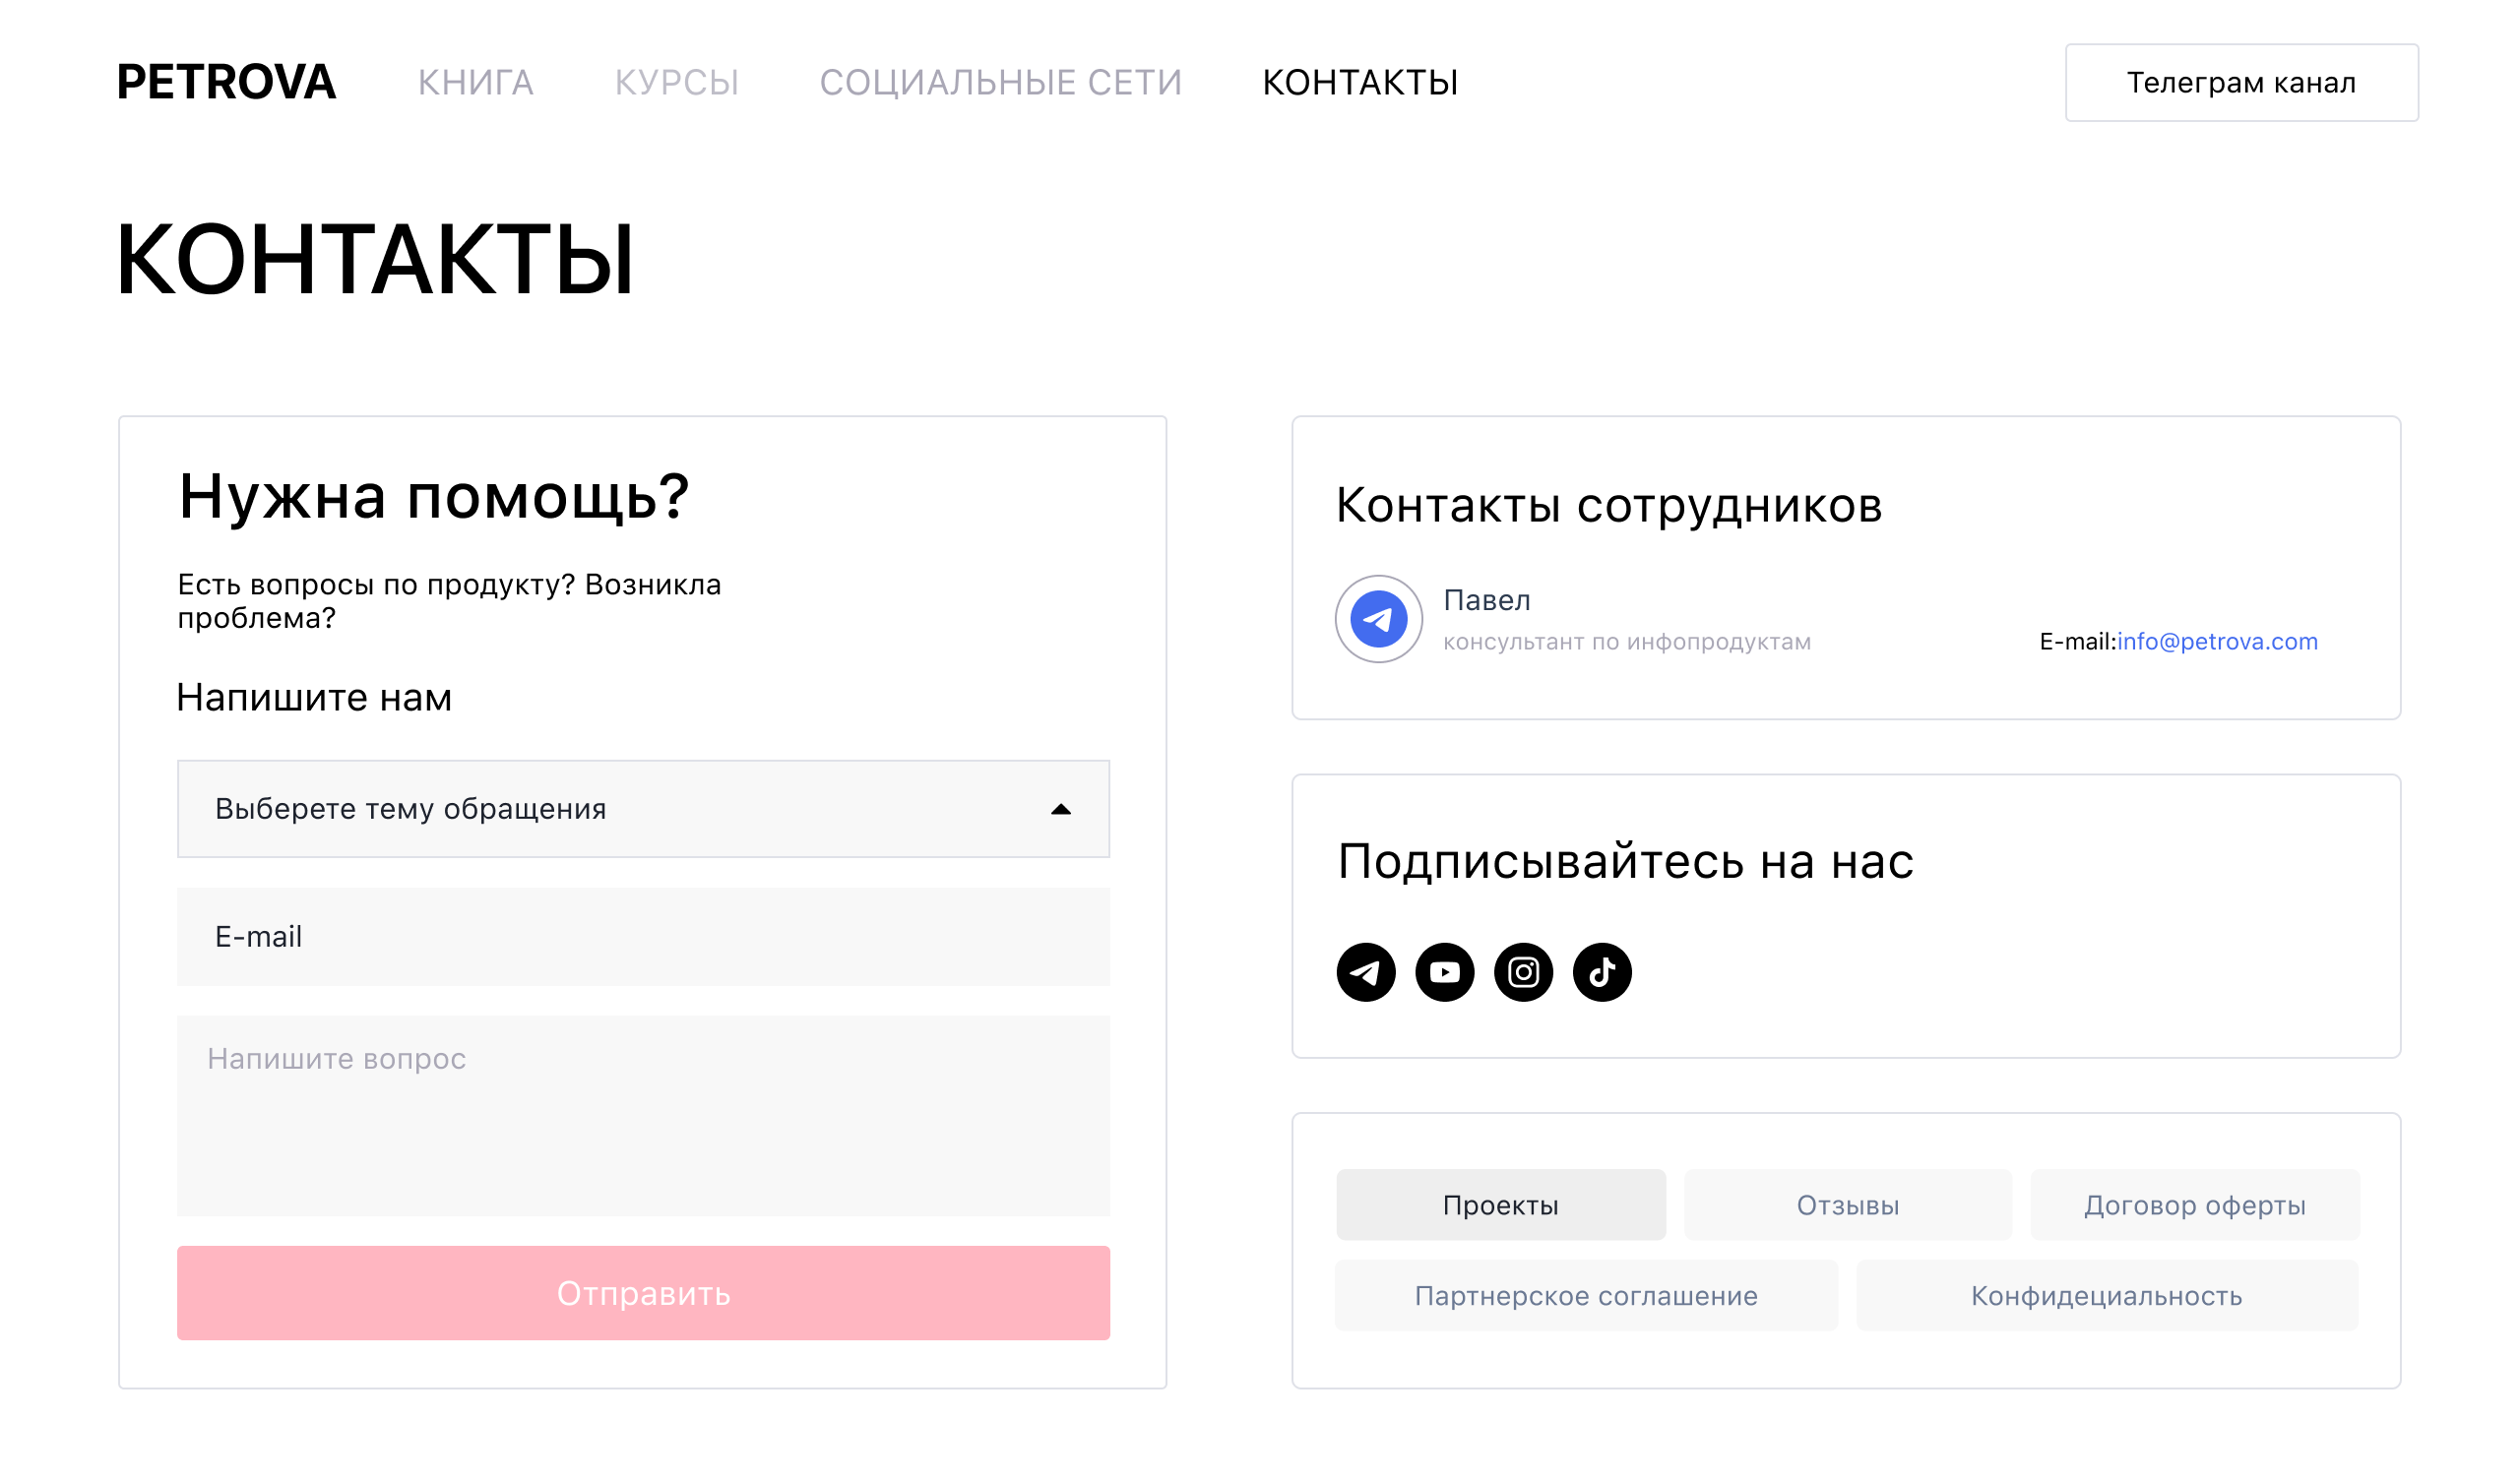 PETROVA
КНИГА
КУРСЫ
СОЦИАЛЬНЫЕ СЕТИ
КОНТАКТЫ
Телеграм канал
КОНТАКТЫ
Нужна помощь?
Есть вопросы по продукту? Возникла
проблема?
Напишите нам
Выберете тему обращения
E-mail
Напишите вопрос
Отправить
Контакты сотрудников
Павел
консультант по инфопродуктам
E-mail:info@petrova.com
Подписывайтесь на нас
Проекты
Отзывы
Договор оферты
Партнерское соглашение
Конфидециальность